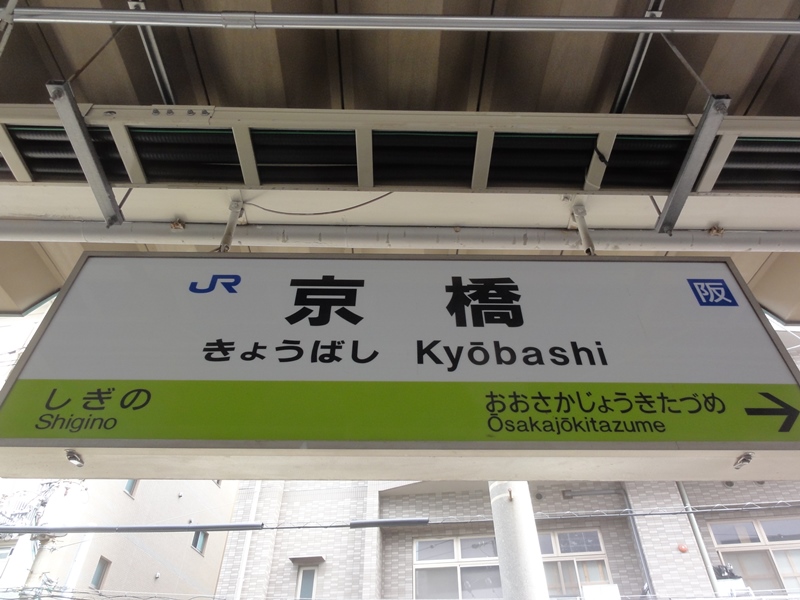 JR 京橋 阪
きょうばし Kyōbashi
しぎの おおさかじょうきたづめ →
Shigino Ōsakajōkitazume